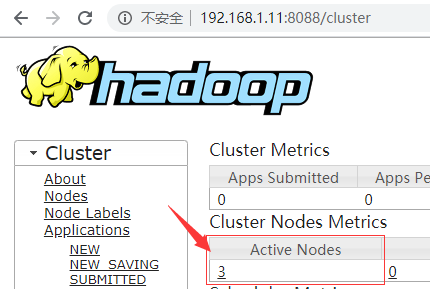 不安全 | 192.168.1.11:8088/cluster
hadoop
Cluster
About
Nodes
Node Labels
Applications
NEW
NEW_SAVING
SUBMITTED
Cluster Metrics
Apps Submitted Apps Pe
0 0
Cluster Nodes Metrics
Active Nodes
3 0